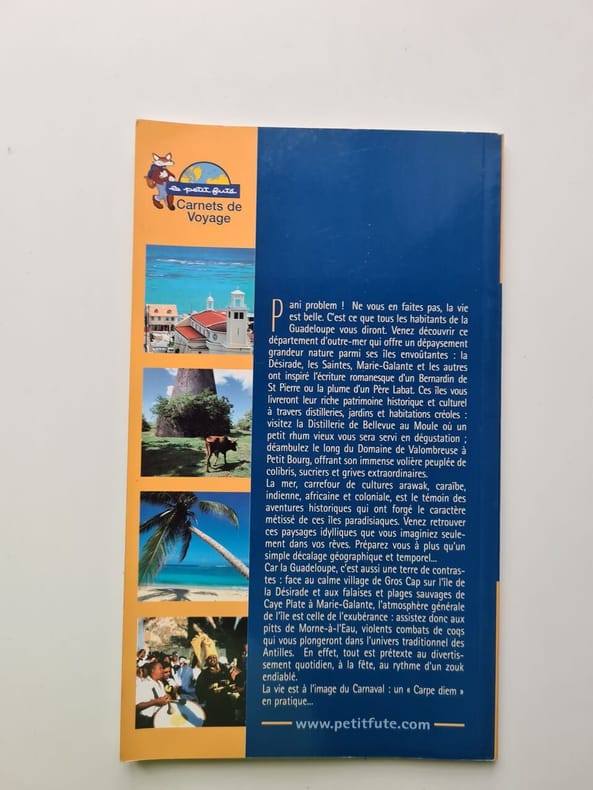 le petit futé
Carnets de
Voyage
Pani problem ! Ne vous en faites pas, la vie
est belle. C'est ce que tous les habitants de la
Guadeloupe vous diront. Venez découvrir ce
département d'outre-mer qui offre un dépaysement
grandeur nature parmi ses îles envoûtantes : la
Désirade, les Saintes, Marie-Galante et les autres
ont inspiré l'écriture romanesque d'un Bernardin de
St Pierre ou la plume d'un Père Labat. Ces îles vous
livreront leur riche patrimoine historique et culturel
à travers distilleries, jardins et habitations créoles :
visitez la Distillerie de Bellevue au Moule où un
petit rhum vieux vous sera servi en dégustation ;
déambulez le long du Domaine de Valombreuse à
Petit Bourg, offrant son immense volière peuplée de
colibris, sucriers et grives extraordinaires.
La mer, carrefour de cultures arawak, caraïbe,
indienne, africaine et coloniale, est le témoin des
aventures historiques qui ont forgé le caractère
métissé de ces îles paradisiaques. Venez retrouver
ces paysages idylliques que vous imaginiez seule-
ment dans vos rêves. Préparez vous à plus qu'un
simple décalage géographique et temporel...
Car la Guadeloupe, c'est aussi une terre de contras-
tes : face au calme village de Gros Cap sur l'île de
la Désirade et aux falaises et plages sauvages de
Caye Plate à Marie-Galante, l'atmosphère générale
de l'île est celle de l'exubérance : assistez donc aux
pitts de Morne-à-l'Eau, violents combats de coqs
qui vous plongeront dans l'univers traditionnel des
Antilles. En effet, tout est prétexte au divertis-
sement quotidien, à la fête, au rythme d'un zouk
endiablé.
La vie est à l'image du Carnaval : un « Carpe diem »
en pratique...
www.petitfute.com